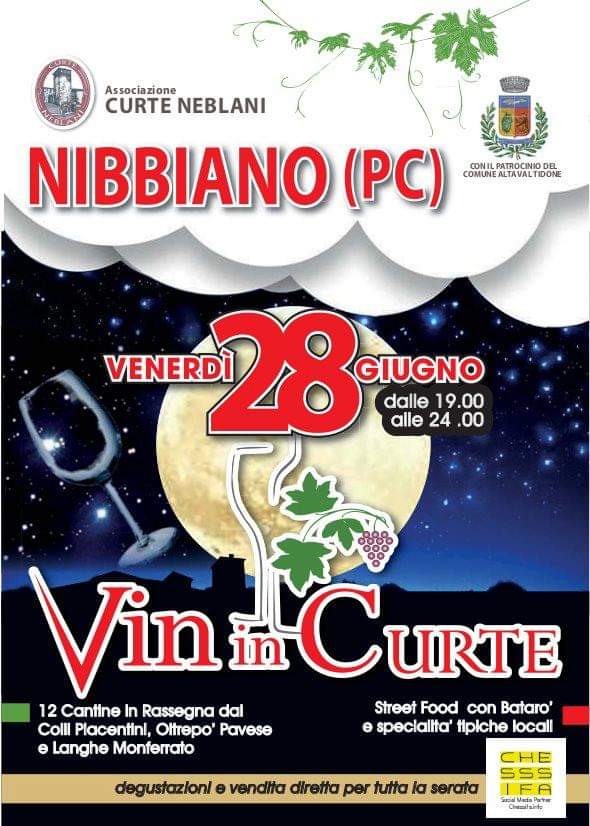 CURTE
NEBLANI
Associazione
CURTE NEBLANI
CON IL PATROCINIO DEL
COMUNE ALTA VAL TIDONE
NIBBIANO (PC)
VENERDÌ 28 GIUGNO
dalle 19.00
alle 24 .00
Vin in CURTE
12 Cantine in Rassegna dai
Colli Piacentini, Oltrepo' Pavese
e Langhe Monferrato
Street Food con Bataro'
e specialita' tipiche locali
degustazioni e vendita diretta per tutta la serata
CHE
SSSS
IFA
Social Media Partner
Chesssifa.info